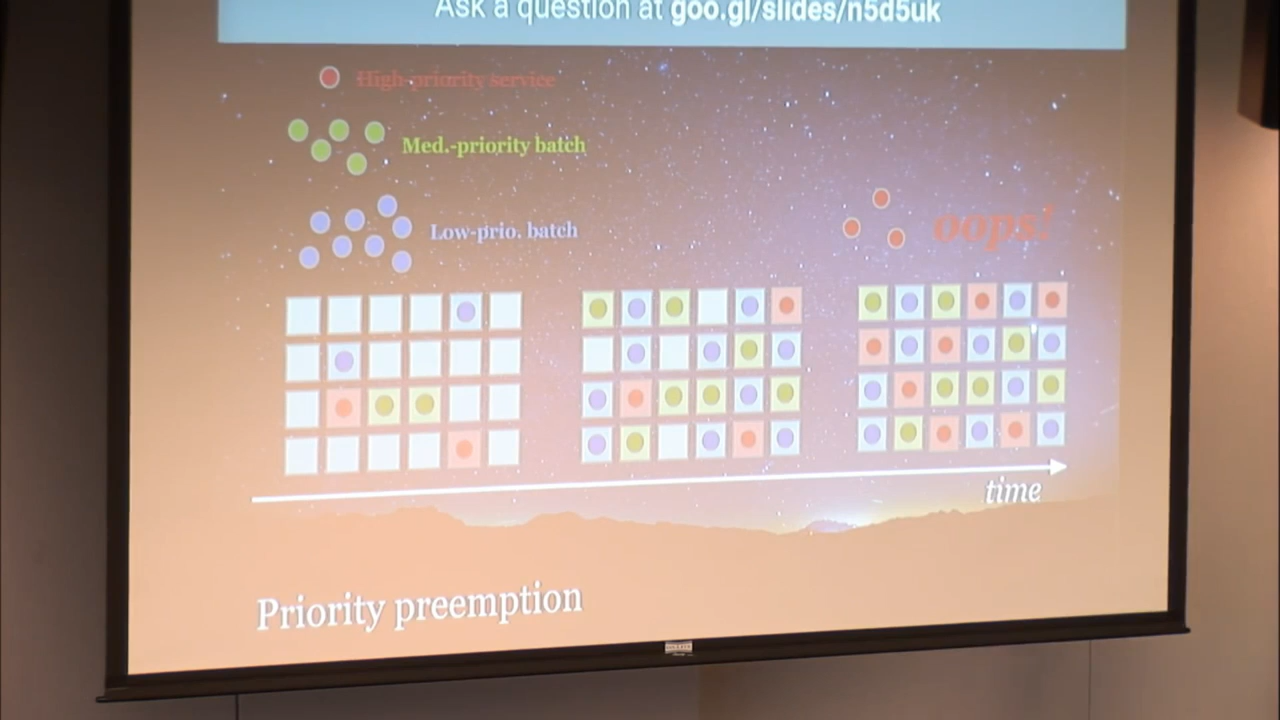 Ask a question at goo.gl/slides/n5d5uk
High-priority service
Med.-priority batch
Low-prio. batch
oops!
time
Priority preemption